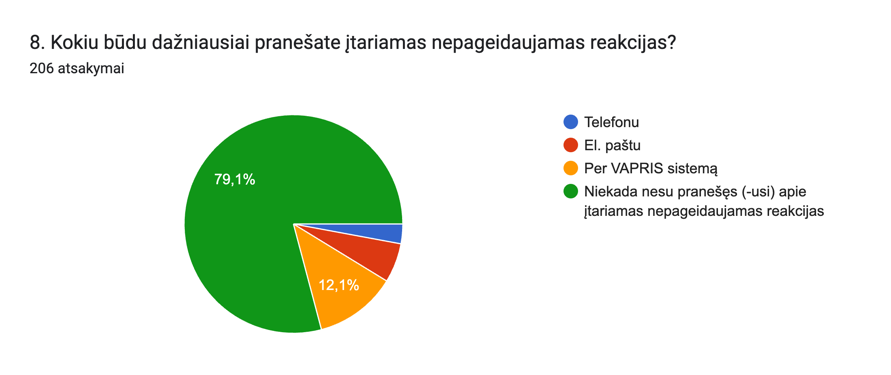 8. Kokiu būdu dažniausiai pranešate įtariamas nepageidaujamas reakcijas?
206 atsakymai
79,1%
12,1%
Telefonu
El. paštu
Per VAPRIS sistemą
Niekada nesu pranešęs (-usi) apie
įtariamas nepageidaujamas reakcijas